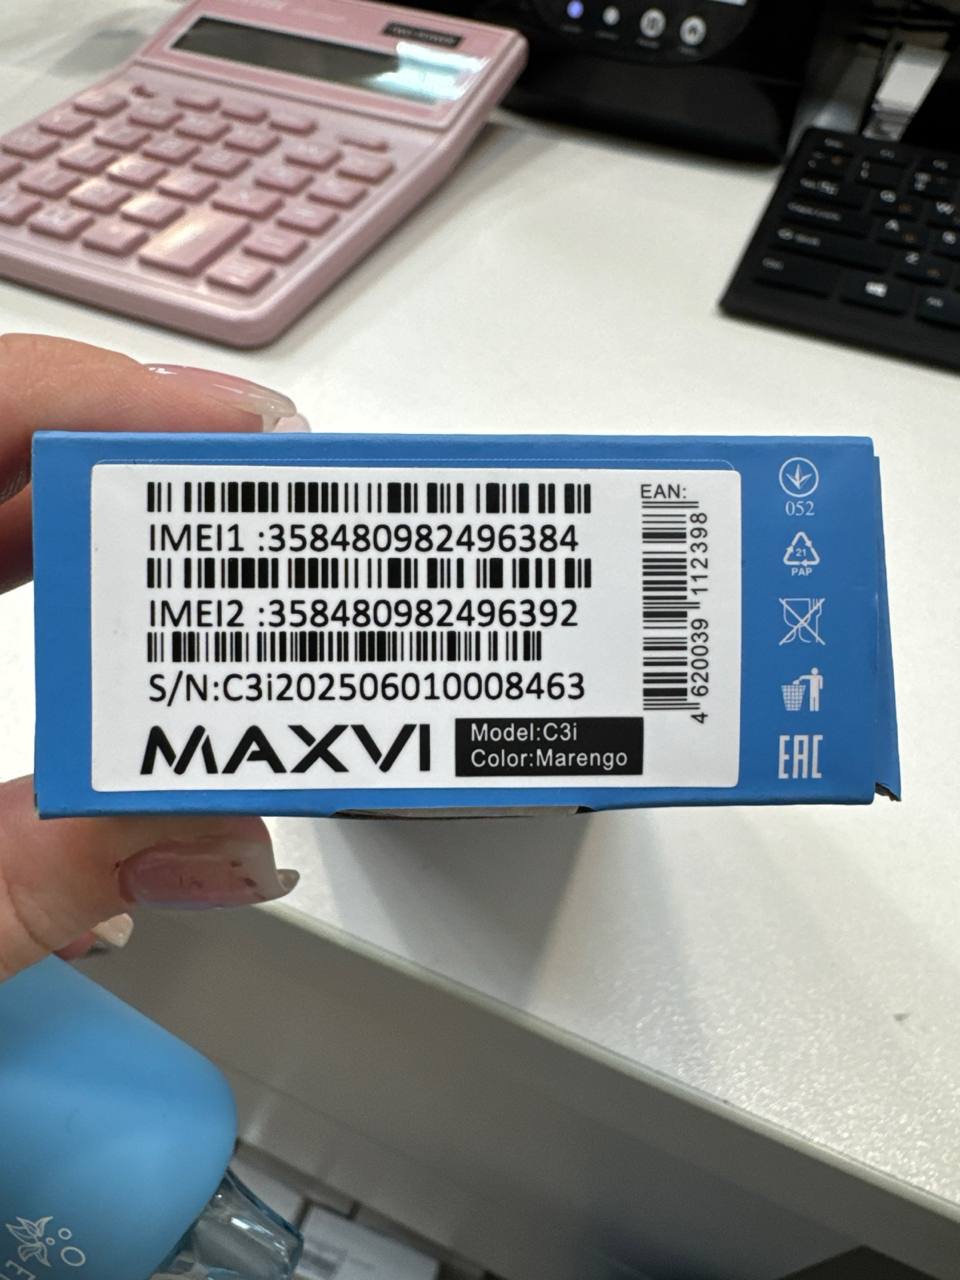 IMEI1 :358480982496384
IMEI2 :358480982496392
S/N:C3i202506010008463
MAXVI
Model:C3i
Color:Marengo
EAN:
4 620039 112398
052
21
PAP
EAC